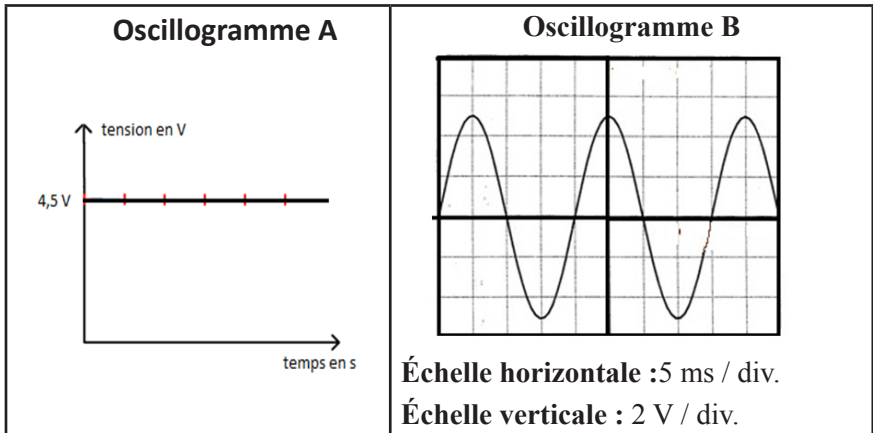 Oscillogramme A
tension en V
4,5 V
temps en s
Oscillogramme B
Échelle horizontale :5 ms / div.
Échelle verticale : 2 V / div.